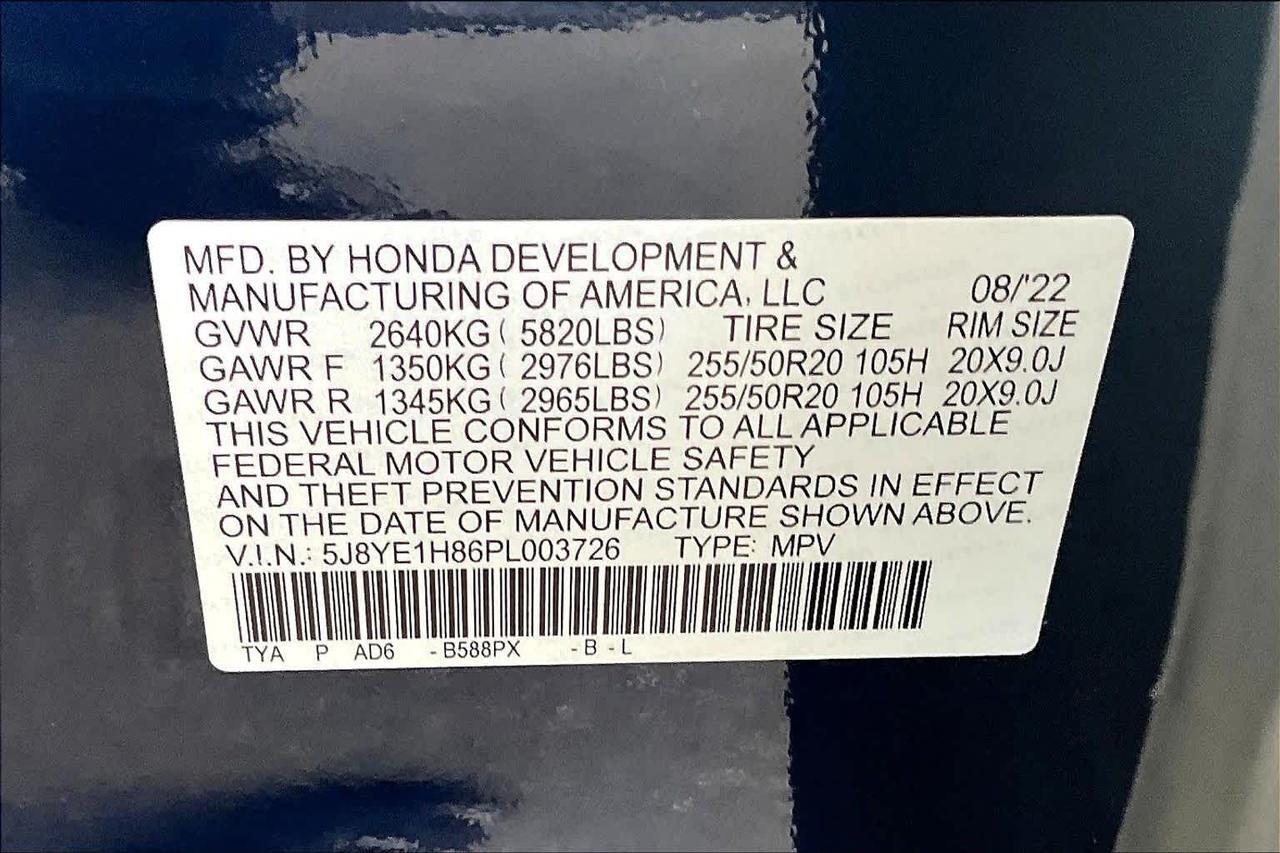 MFD. BY HONDA DEVELOPMENT &
MANUFACTURING OF AMERICA, LLC 08/'22
GVWR 2640KG ( 5820LBS) TIRE SIZE RIM SIZE
GAWR F 1350KG ( 2976LBS) 255/50R20 105H 20X9.0J
GAWR R 1345KG ( 2965LBS) 255/50R20 105H 20X9.0J
THIS VEHICLE CONFORMS TO ALL APPLICABLE
FEDERAL MOTOR VEHICLE SAFETY
AND THEFT PREVENTION STANDARDS IN EFFECT
ON THE DATE OF MANUFACTURE SHOWN ABOVE.
V.I.N.: 5J8YE1H86PL003726 TYPE: MPV
TYA P AD6 -B588PX -B -L